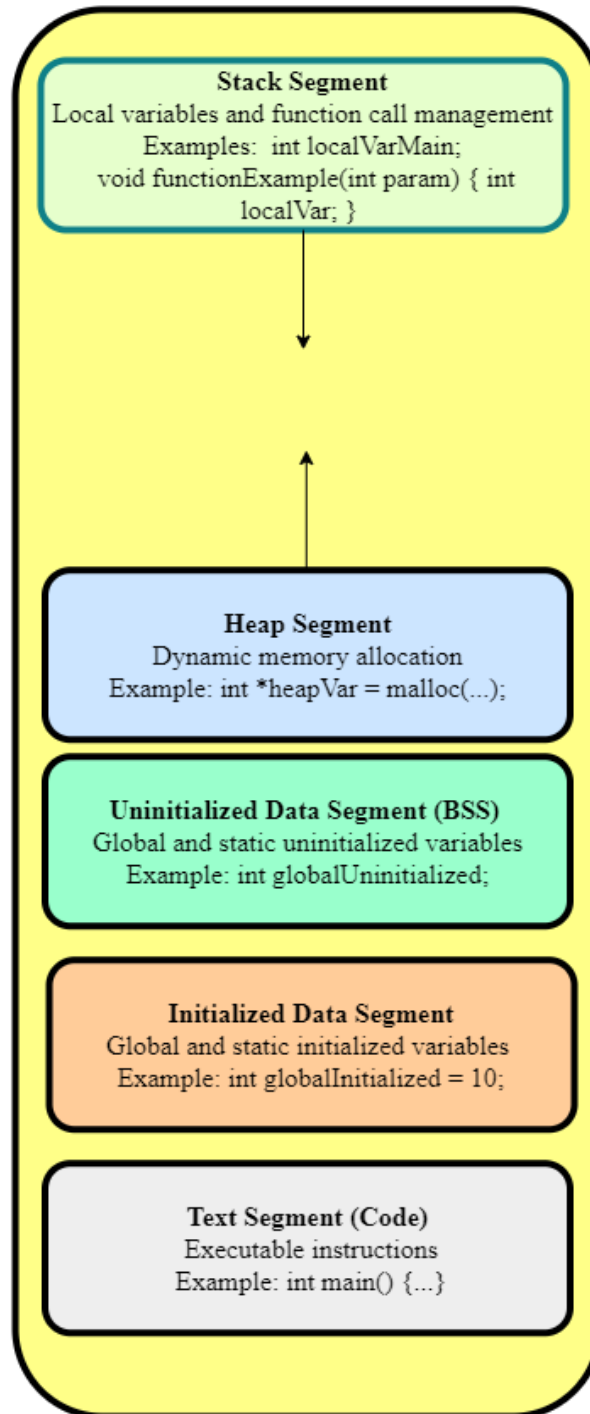 Stack Segment
Local variables and function call management
Examples:  int localVarMain;
void functionExample(int param) { int
localVar; }
Heap Segment
Dynamic memory allocation
Example: int *heapVar = malloc(...);
Uninitialized Data Segment (BSS)
Global and static uninitialized variables
Example: int globalUninitialized;
Initialized Data Segment
Global and static initialized variables
Example: int globalInitialized = 10;
Text Segment (Code)
Executable instructions
Example: int main() {...}